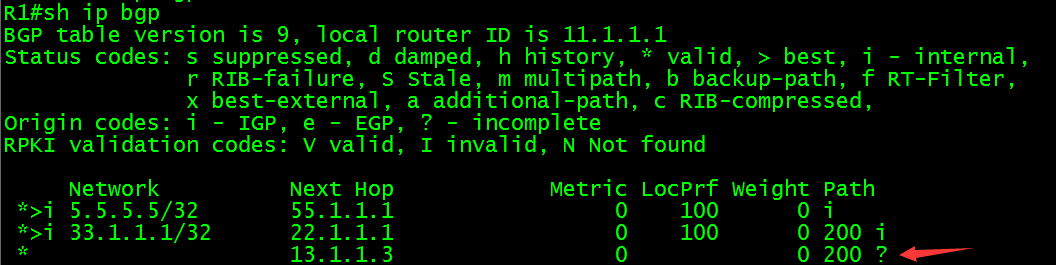 R1#sh ip bgp
BGP table version is 9, local router ID is 11.1.1.1
Status codes: s suppressed, d damped, h history, * valid, > best, i - internal,
              r RIB-failure, S Stale, m multipath, b backup-path, f RT-Filter,
              x best-external, a additional-path, c RIB-compressed,
Origin codes: i - IGP, e - EGP, ? - incomplete
RPKI validation codes: V valid, I invalid, N Not found

     Network          Next Hop            Metric LocPrf Weight Path
 *>i 5.5.5.5/32       55.1.1.1                 0    100      0 i
 *>i 33.1.1.1/32      22.1.1.1                 0    100      0 200 i
 *                    13.1.1.3                 0             0 200 ?